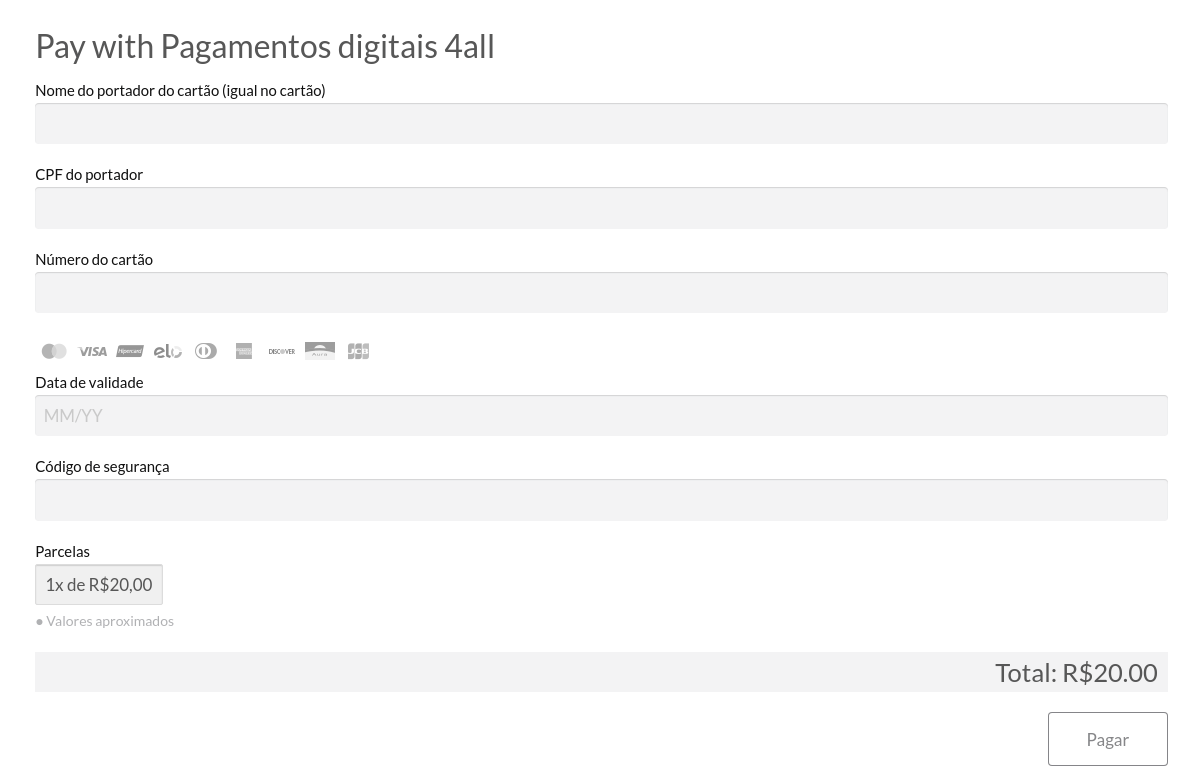 Pay with Pagamentos digitais 4all
Nome do portador do cartão (igual no cartão)
CPF do portador
Número do cartão
VISA Hipercard elo DISCOVER Aura JCB
Data de validade
MM/YY
Código de segurança
Parcelas
1x de R$20,00
● Valores aproximados
Total: R$20.00
Pagar